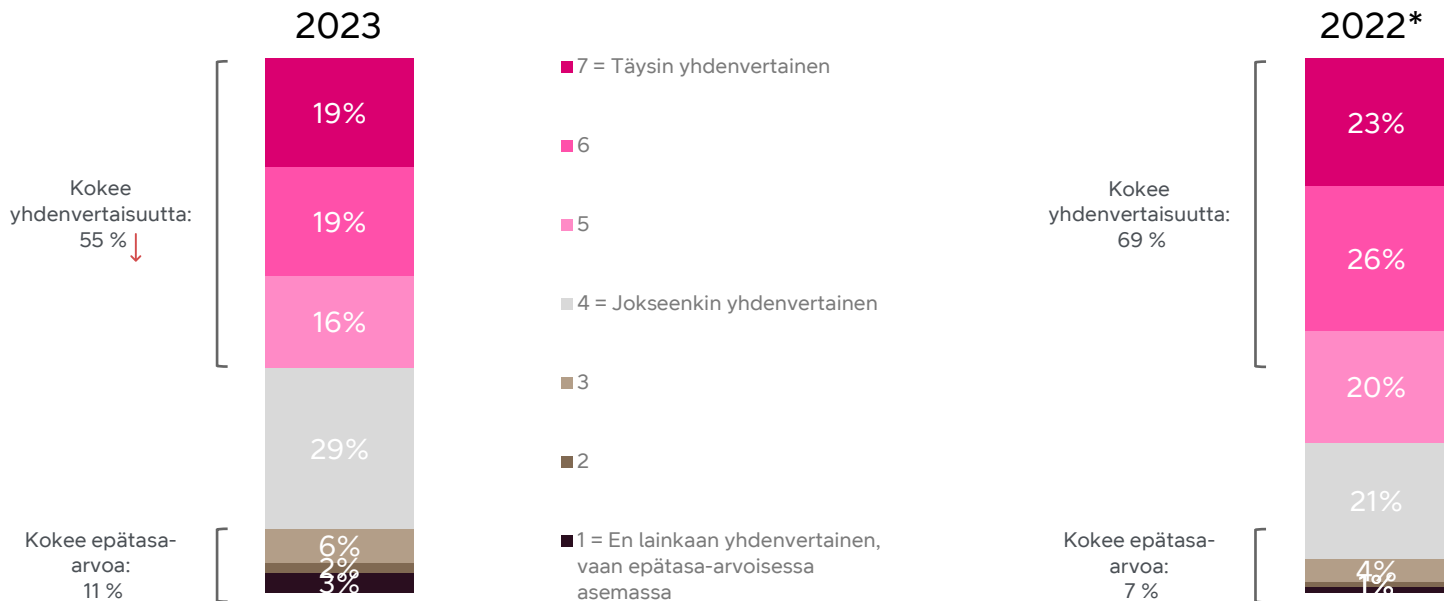 2023
2022*
19%
19%
16%
29%
6%
2%
3%
Kokee
yhdenvertaisuutta:
55 %
Kokee epätasa-
arvoa:
11 %
7 = Täysin yhdenvertainen
6
5
4 = Jokseenkin yhdenvertainen
3
2
1 = En lainkaan yhdenvertainen,
vaan epätasa-arvoisessa
asemassa
Kokee
yhdenvertaisuutta:
69 %
Kokee epätasa-
arvoa:
7 %
23%
26%
20%
21%
4%
1%